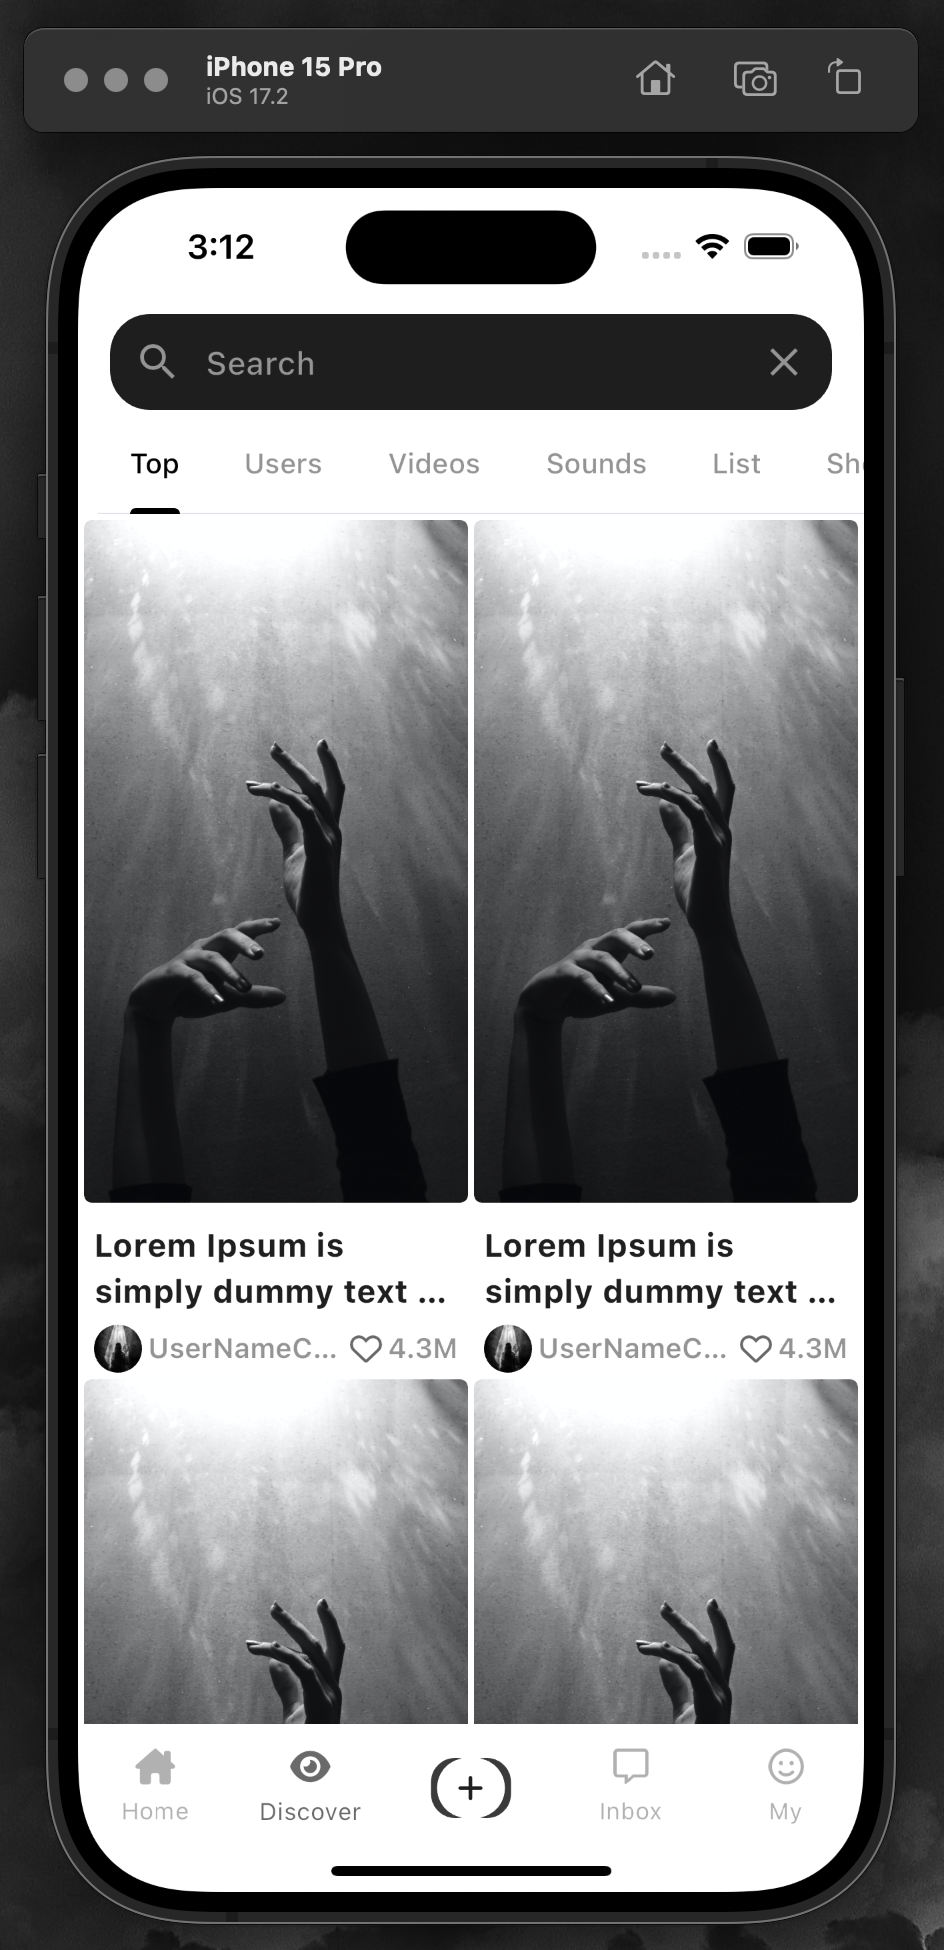 iPhone 15 Pro
iOS 17.2
3:12
Search
Top Users Videos Sounds List Sh
Lorem Ipsum is
simply dummy text ...
UserNameC... 4.3M
Lorem Ipsum is
simply dummy text ...
UserNameC... 4.3M
Home Discover Inbox My